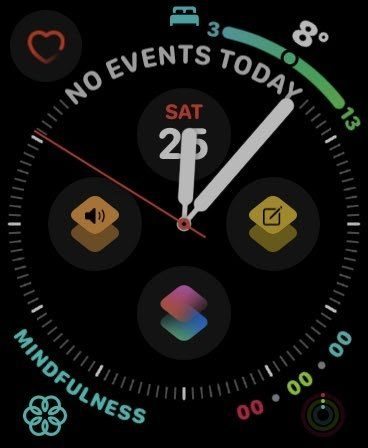 3
8°
13
NO EVENTS TODAY
SAT
25
MINDFULNESS
00
00
00